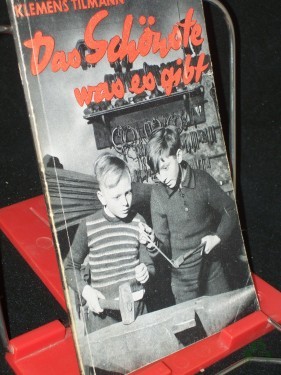 KLEMENS TILMANN
Das Schönste
was es gibt